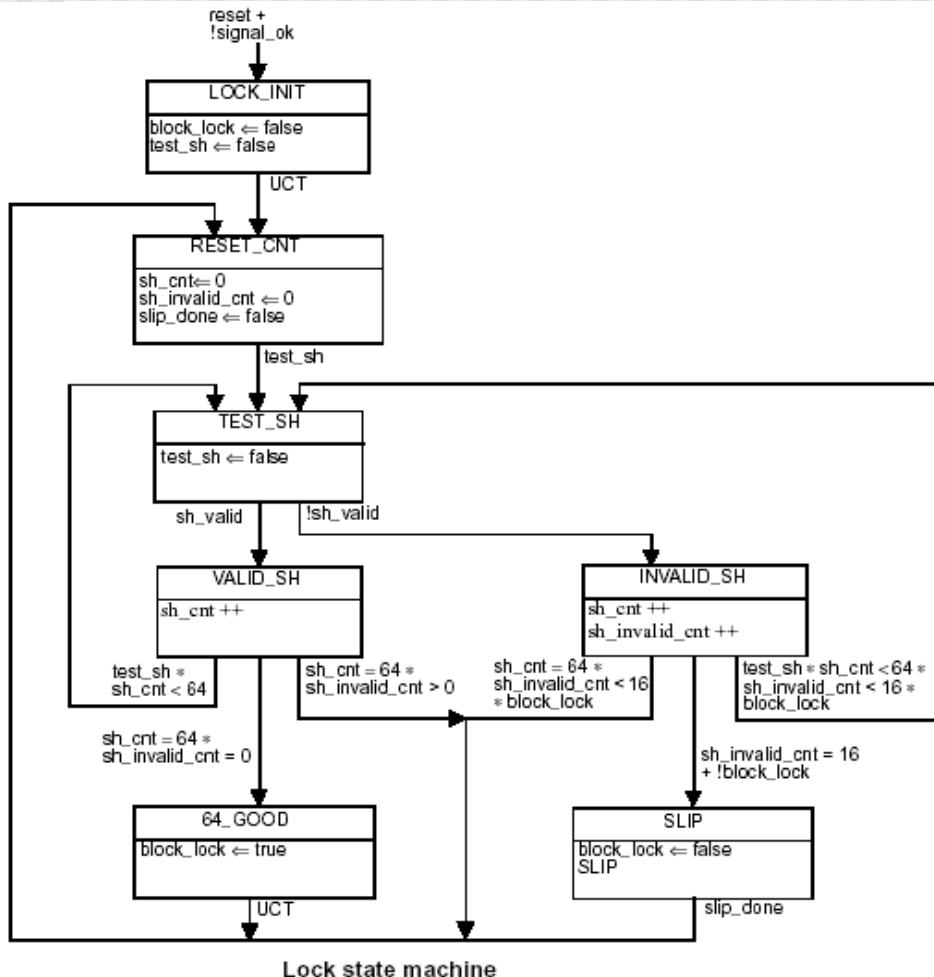 reset +
!signal_ok
LOCK_INIT
block_lock ⇐ false
test_sh ⇐ false
UCT
RESET_CNT
sh_cnt⇐ 0
sh_invalid_cnt ⇐ 0
slip_done ⇐ false
test_sh
TEST_SH
test_sh ⇐ false
sh_valid
!sh_valid
VALID_SH
sh_cnt ++
INVALID_SH
sh_cnt ++
sh_invalid_cnt ++
test_sh *
sh_cnt < 64
sh_cnt = 64 *
sh_invalid_cnt > 0
sh_cnt = 64 *
sh_invalid_cnt < 16
* block_lock
test_sh * sh_cnt < 64 *
sh_invalid_cnt < 16 *
block_lock
sh_cnt = 64 *
sh_invalid_cnt = 0
sh_invalid_cnt = 16
+ !block_lock
64_GOOD
block_lock ⇐ true
UCT
SLIP
block_lock ⇐ false
SLIP
slip_done
Lock state machine